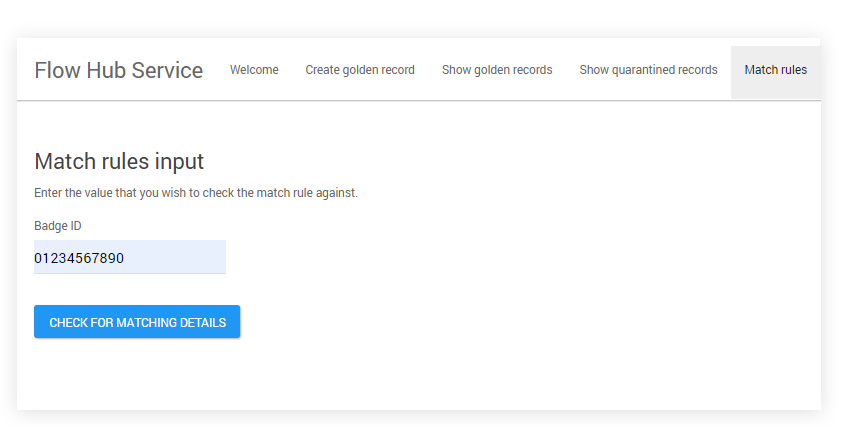 Flow Hub Service Welcome Create golden record Show golden records Show quarantined records Match rules
Match rules input
Enter the value that you wish to check the match rule against.
Badge ID
01234567890
CHECK FOR MATCHING DETAILS